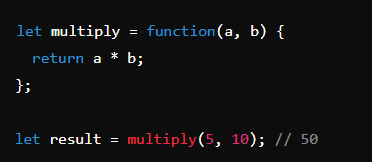 let multiply = function(a, b) {
  return a * b;
};

let result = multiply(5, 10); // 50